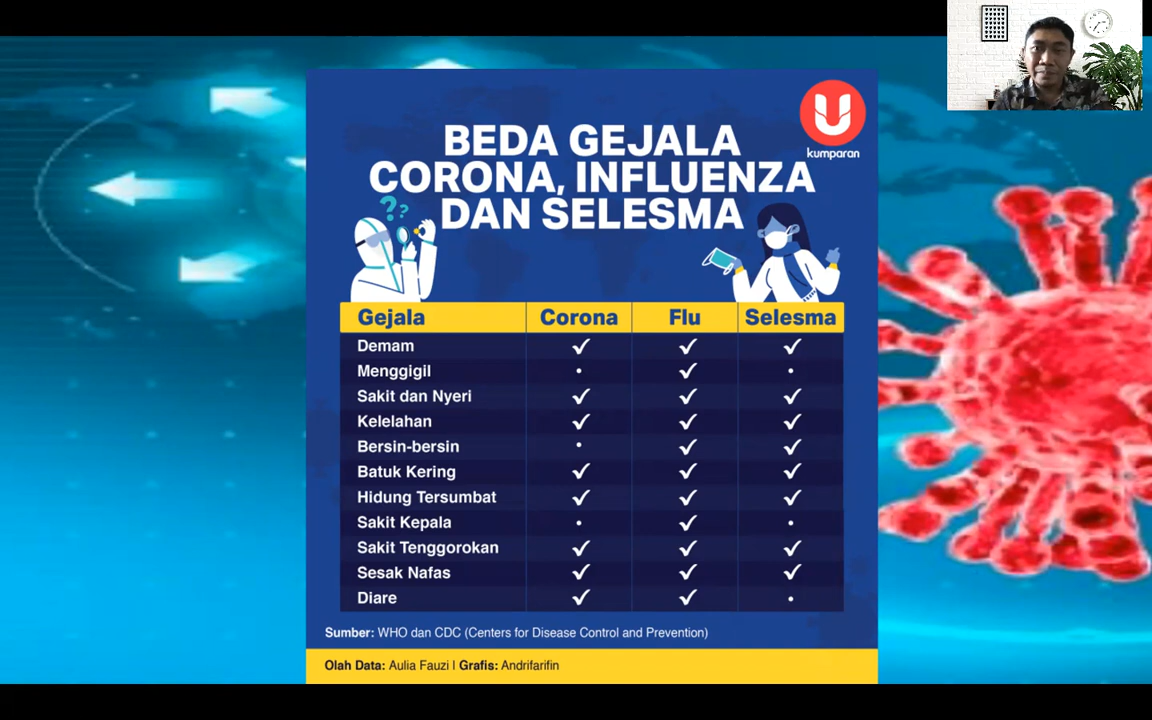 kumparan
BEDA GEJALA
CORONA, INFLUENZA
DAN SELESMA
??
Gejala Corona Flu Selesma
Demam ✓ ✓ ✓
Menggigil • ✓ •
Sakit dan Nyeri ✓ ✓ ✓
Kelelahan ✓ ✓ ✓
Bersin-bersin • ✓ ✓
Batuk Kering ✓ ✓ ✓
Hidung Tersumbat ✓ ✓ ✓
Sakit Kepala • ✓ •
Sakit Tenggorokan ✓ ✓ ✓
Sesak Nafas ✓ ✓ ✓
Diare ✓ ✓ •
Sumber: WHO dan CDC (Centers for Disease Control and Prevention)
Olah Data: Aulia Fauzi | Grafis: Andrifarifin